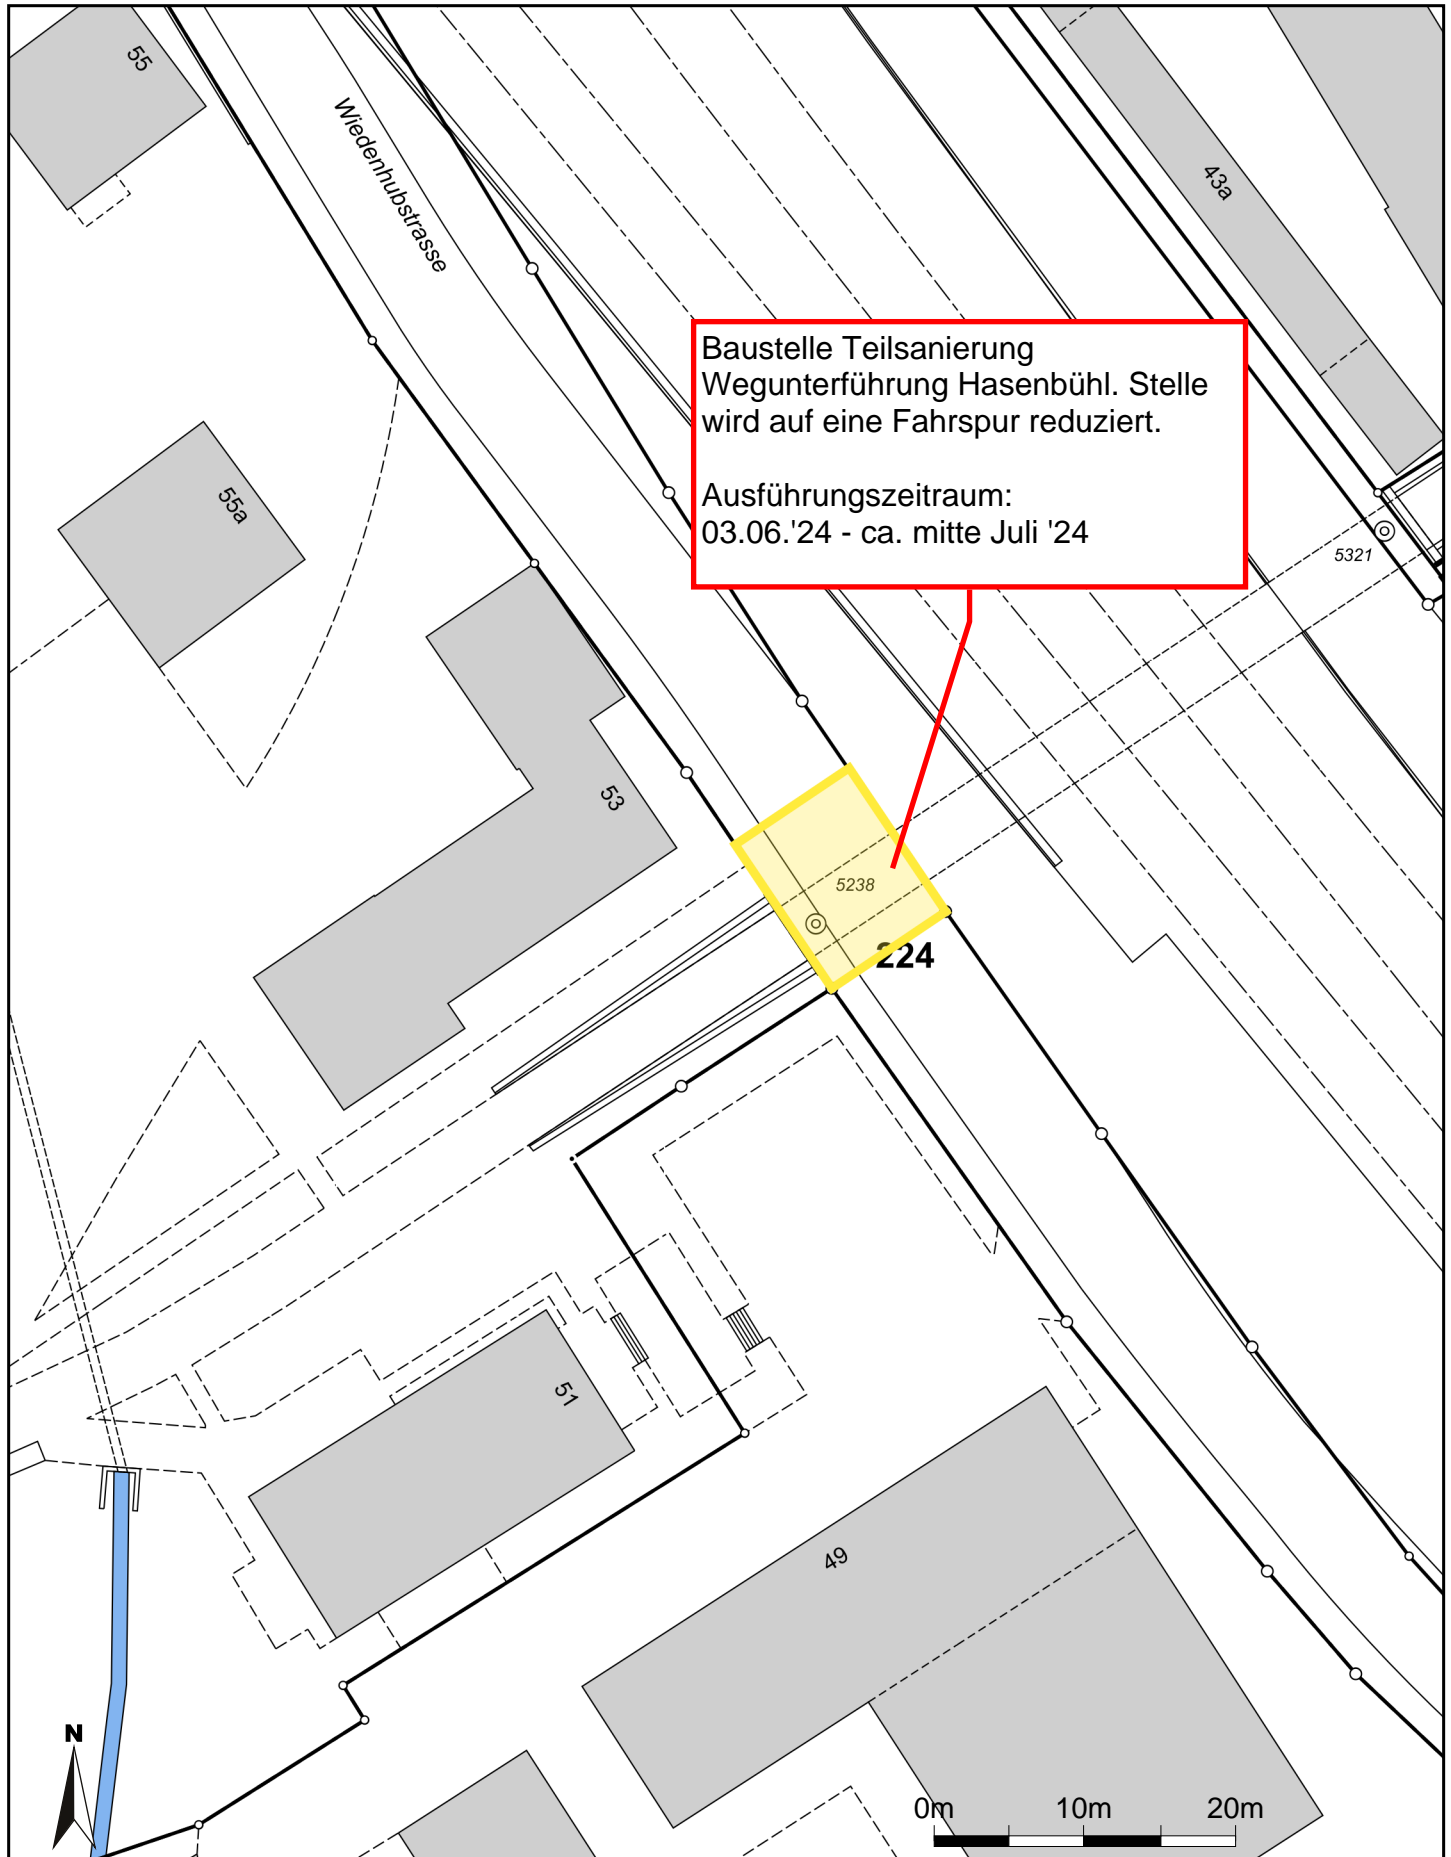 55
Wiedenhubstrasse
43a
Baustelle Teilsanierung
Wegunterführung Hasenbühl. Stelle
wird auf eine Fahrspur reduziert.
Ausführungszeitraum:
03.06.'24 - ca. mitte Juli '24
55a
5321
53
5238
224
51
49
N
0m 10m 20m